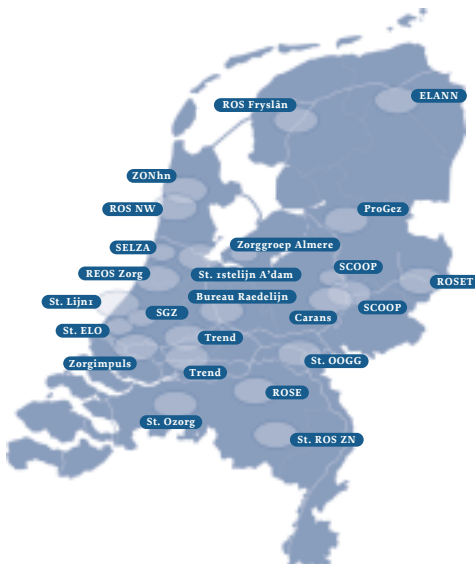 ELANN
ROS Fryslân
ZONhn
ROS NW
ProGez
SELZA
Zorggroep Almere
REOS Zorg
St. 1stelijn A'dam
SCOOP
ROSET
St. Lijn1
Bureau Raedelijn
SGZ
Carans
SCOOP
St. ELO
Trend
Zorgimpuls
Trend
St. OOGG
ROSE
St. Ozorg
St. ROS ZN